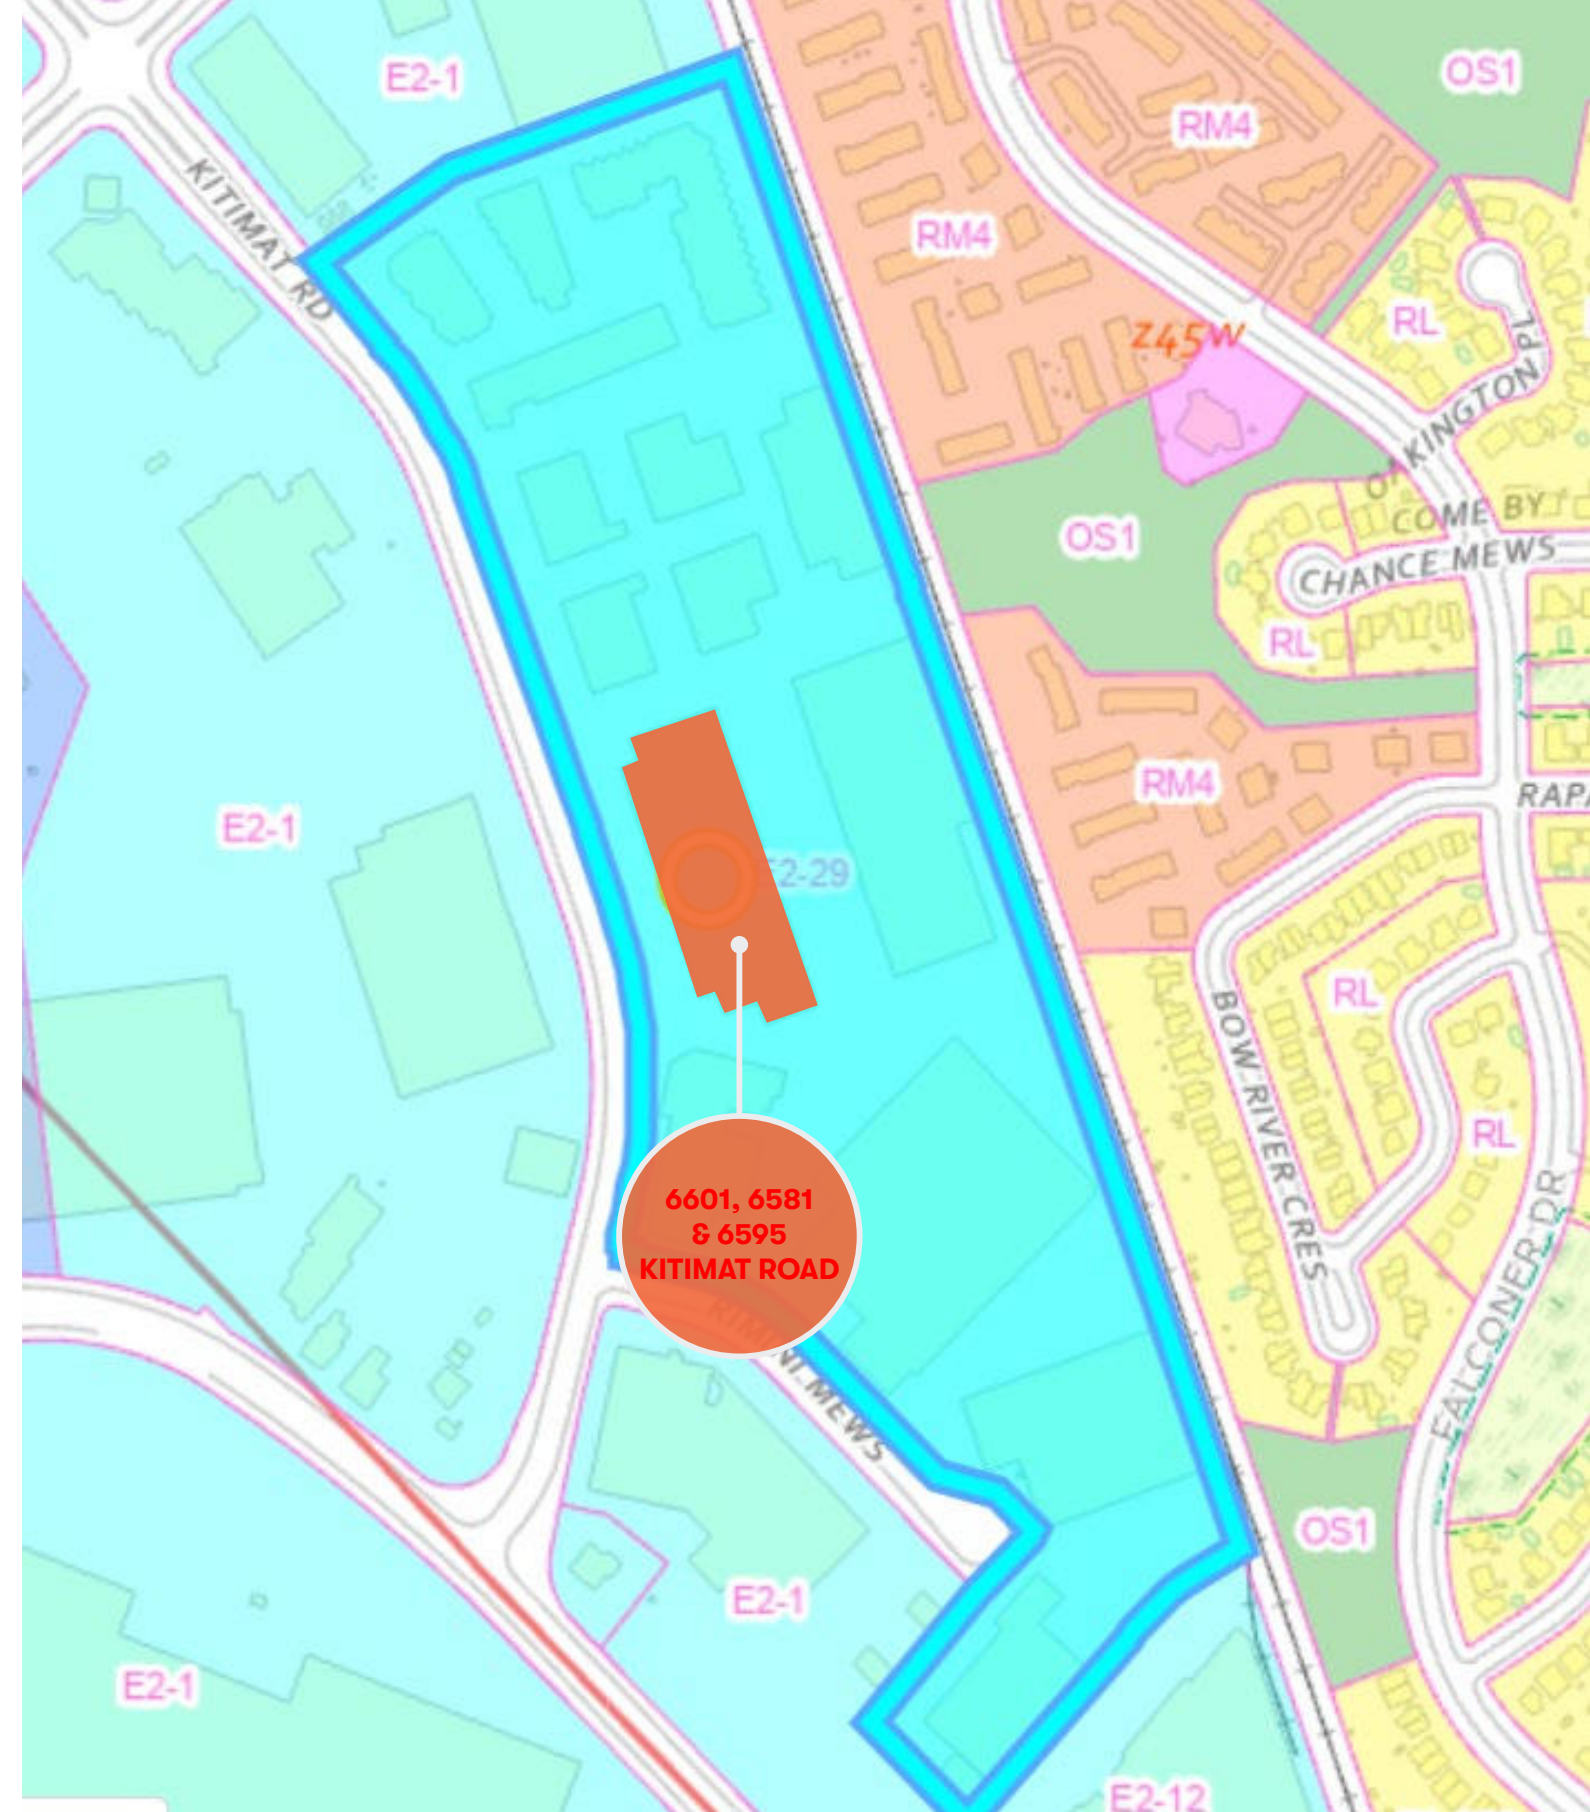 E2-1
OS1
RM4
KITIMAT RD
RM4
RL
Z45W
OAKINGTON PL
COME BY
CHANCE MEWS
OS1
RL
RM4
E2-1
E2-29
RL
BOW RIVER CRES
RL
6601, 6581
& 6595
KITIMAT ROAD
RIMINI MEWS
FALCONER DR
OS1
E2-1
E2-1
E2-12